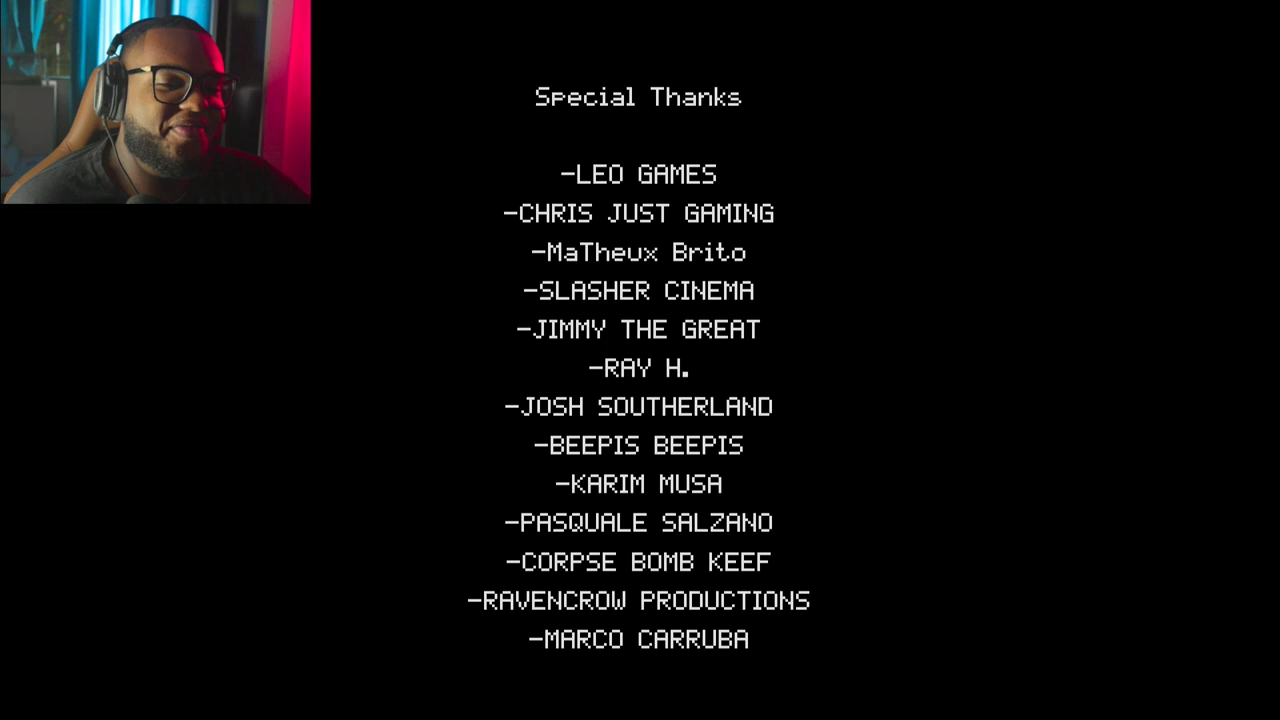 Special Thanks
-LEO GAMES
-CHRIS JUST GAMING
-MaTheux Brito
-SLASHER CINEMA
-JIMMY THE GREAT
-RAY H.
-JOSH SOUTHERLAND
-BEEPIS BEEPIS
-KARIM MUSA
-PASQUALE SALZANO
-CORPSE BOMB KEEF
-RAVENCROW PRODUCTIONS
-MARCO CARRUBA